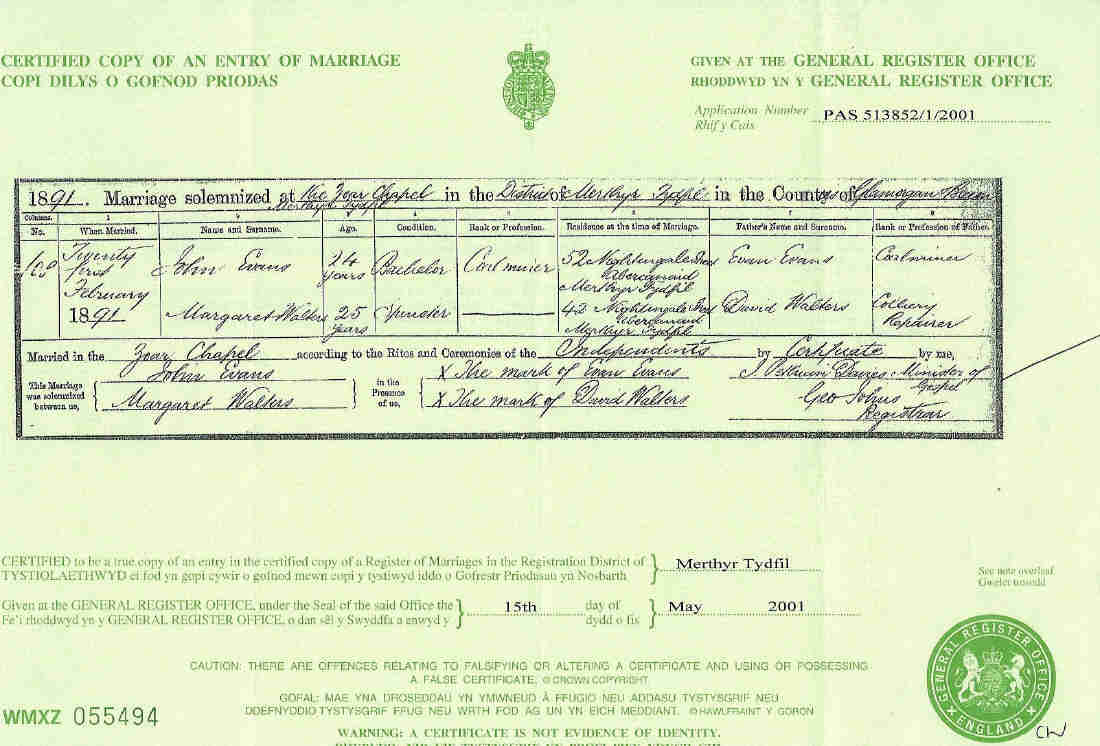 CERTIFIED COPY OF AN ENTRY OF MARRIAGE
COPI DILYS O GOFNOD PRIODAS
GIVEN AT THE GENERAL REGISTER OFFICE
RHODDWYD YN Y GENERAL REGISTER OFFICE
Application Number
Rhif y Cais
PAS 513852/1/2001
1891. Marriage solemnized at the Zoar Chapel in the District of Merthyr Tydfil in the Counties of Glamorgan
Merthyr Tydfil
Columns. 1 2 3 4 5 6 7 8
No. When Married. Name and Surname. Age. Condition. Rank or Profession. Residence at the time of Marriage. Father's Name and Surname. Rank or Profession of Father.
Twenty first February 1891
John Evans 24 years Bachelor Coal miner 52 Nightingale Street Abercanaid Merthyr Tydfil Evan Evans Coalminer
Margaret Walters 25 years Spinster 42 Nightingale Street Abercanaid Merthyr Tydfil David Walters Colliery Repairer
Married in the Zoar Chapel according to the Rites and Ceremonies of the Independents by Certificate by me,
This Marriage was solemnized between us,
John Evans
Margaret Walters
in the Presence of us,
X The mark of Evan Evans
X The mark of David Walters
Davies Minister of Gospel
Geo Johns
Registrar
CERTIFIED to be a true copy of an entry in the certified copy of a Register of Marriages in the Registration District of
TYSTIOLAETHWYD ei fod yn gopi cywir o gofnod mewn copi y tystiwyd iddo o Gofrestr Priodasau yn Nosbarth
Merthyr Tydfil
Given at the GENERAL REGISTER OFFICE, under the Seal of the said Office the
Fe'i rhoddwyd yn y GENERAL REGISTER OFFICE, o dan sêl y Swyddfa a enwyd y
15th
day of
dydd o fis
May 2001
See note overleaf
Gwelet trosodd
CAUTION: THERE ARE OFFENCES RELATING TO FALSIFYING OR ALTERING A CERTIFICATE AND USING OR POSSESSING
A FALSE CERTIFICATE. © CROWN COPYRIGHT
GOFAL: MAE YNA DROSEDDAU YN YMWNEUD Â FFUGIO NEU ADDASU TYSTYSGRIF NEU
DDEFNYDDIO TYSTYSGRIF FFUG NEU WRTH FOD AG UN YN EICH MEDDIANT. © HAWLFRAINT Y GORON
WMXZ 055494
WARNING: A CERTIFICATE IS NOT EVIDENCE OF IDENTITY.
GENERAL REGISTER OFFICE
ENGLAND
CW